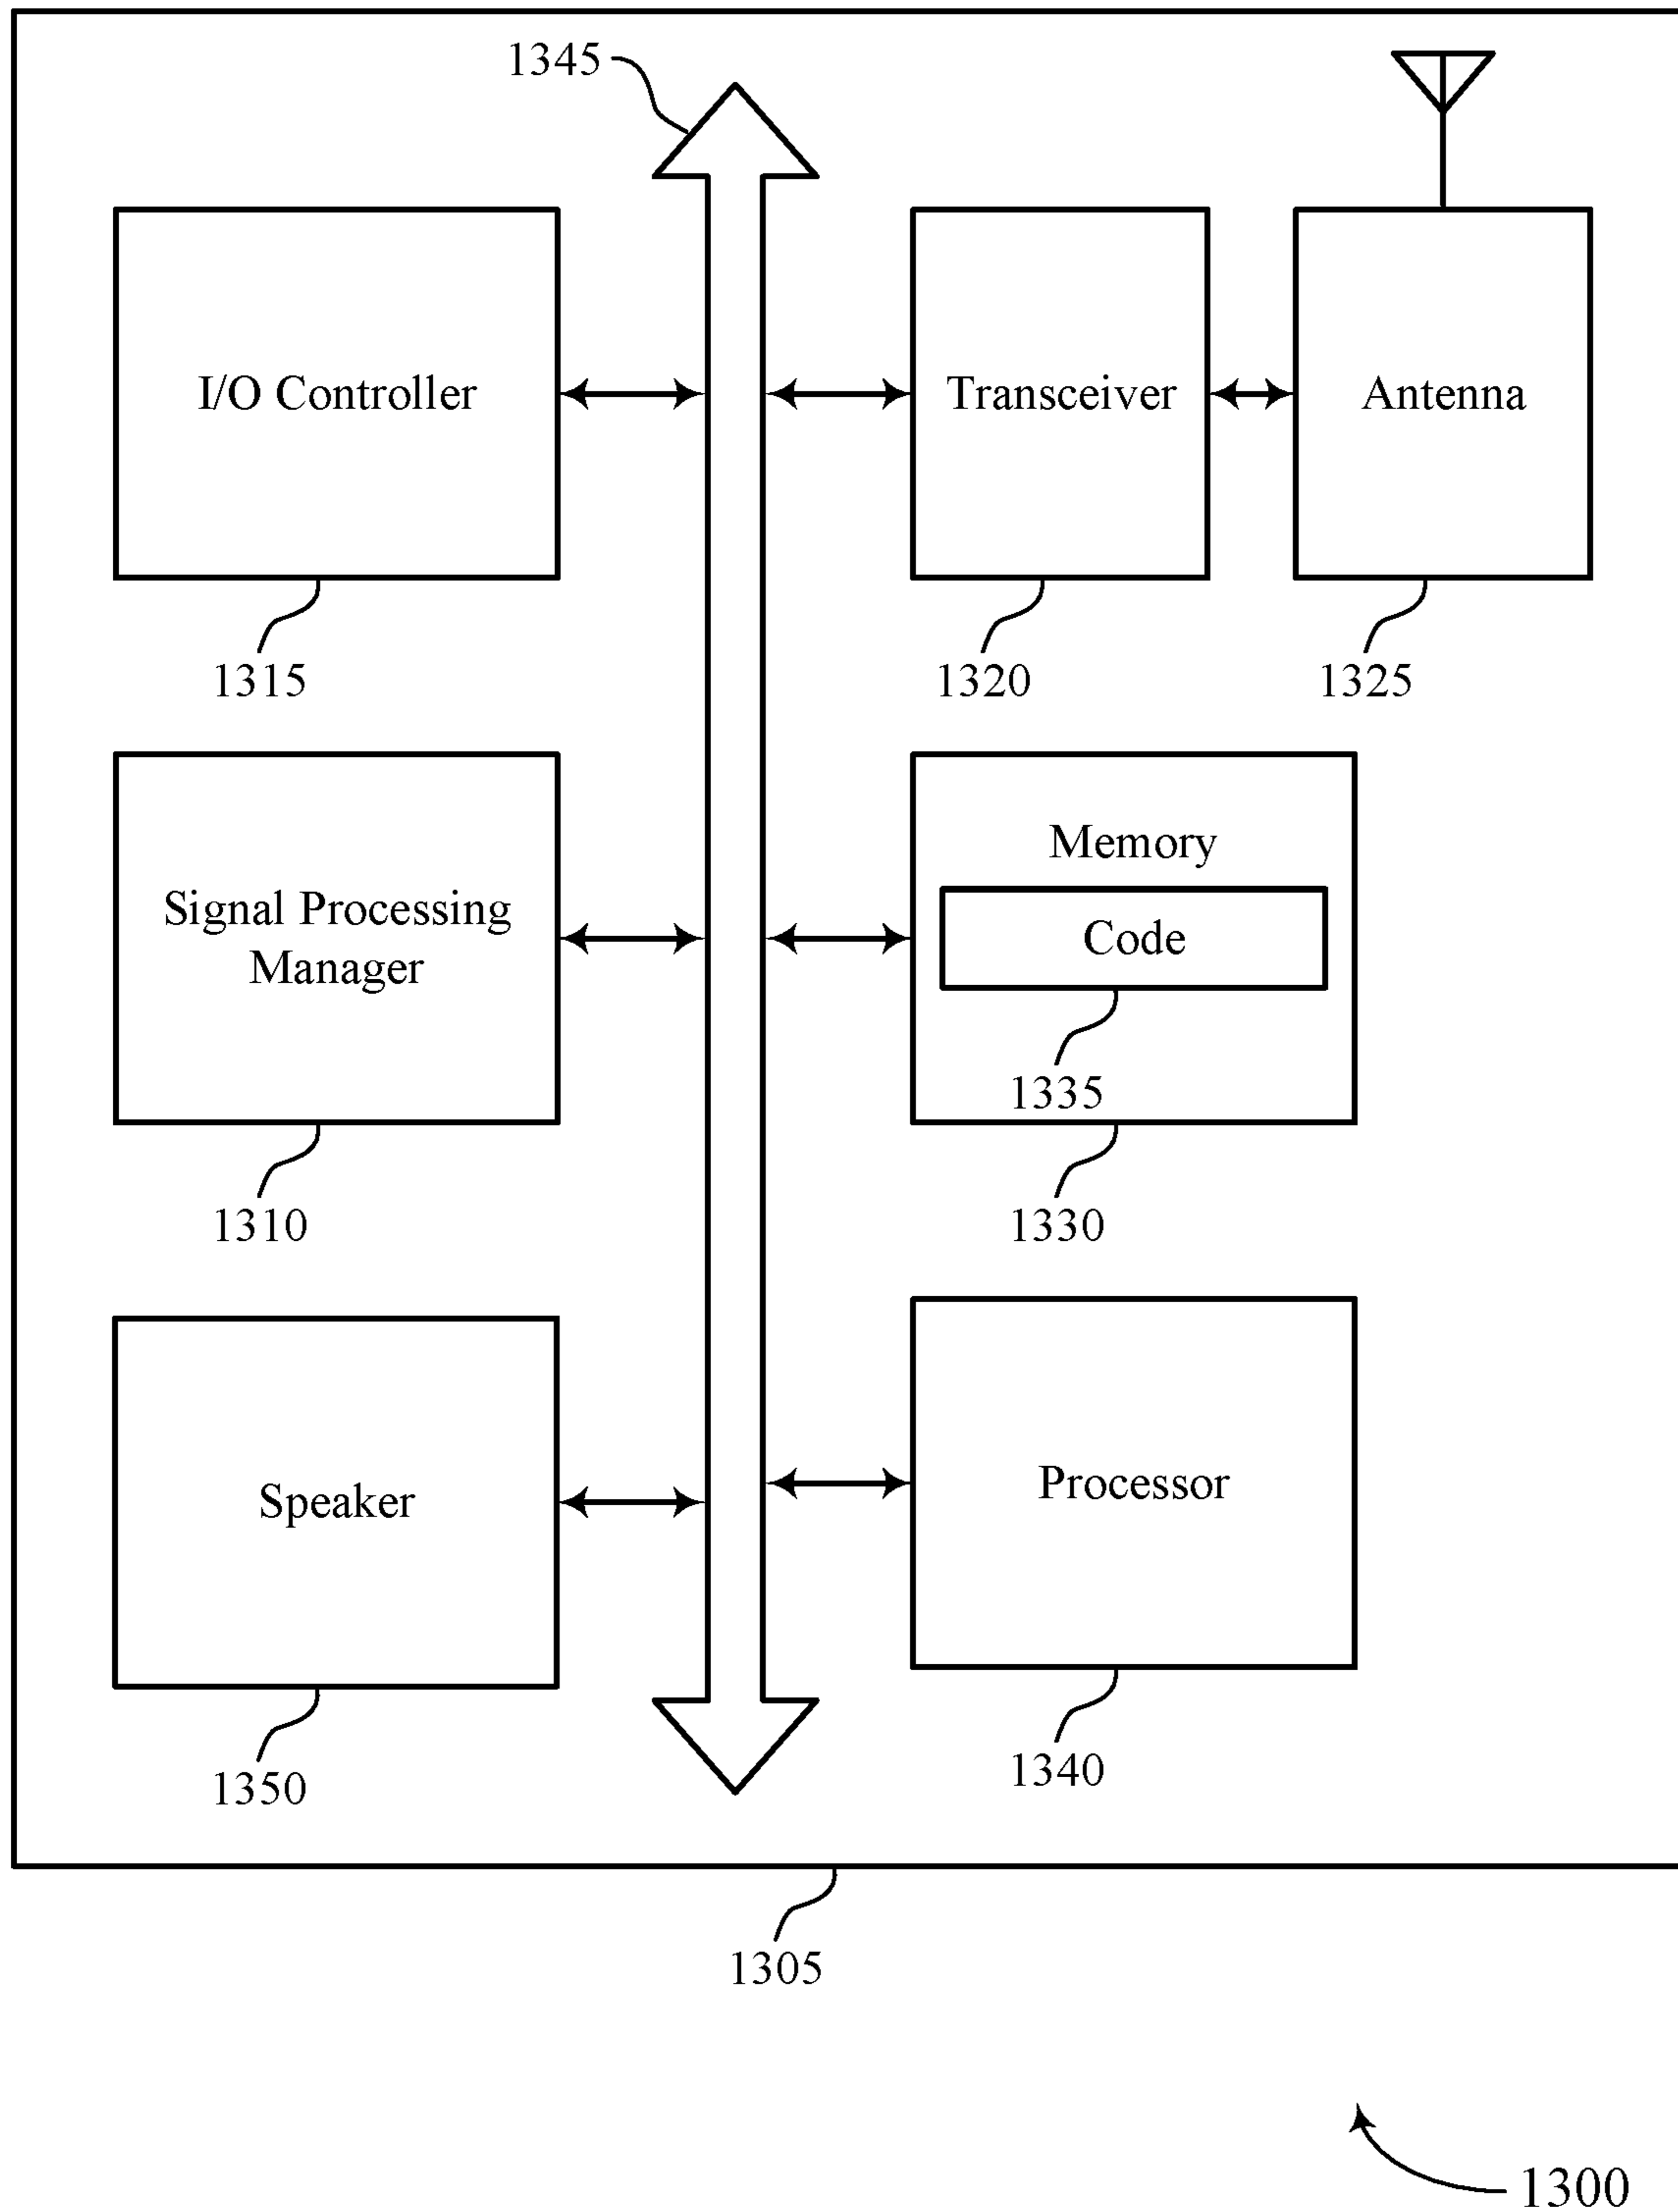 1345
I/O Controller
Transceiver
Antenna
1315
1320
1325
Signal Processing
Manager
Memory
Code
1335
1310
1330
Speaker
Processor
1350
1340
1305
1300